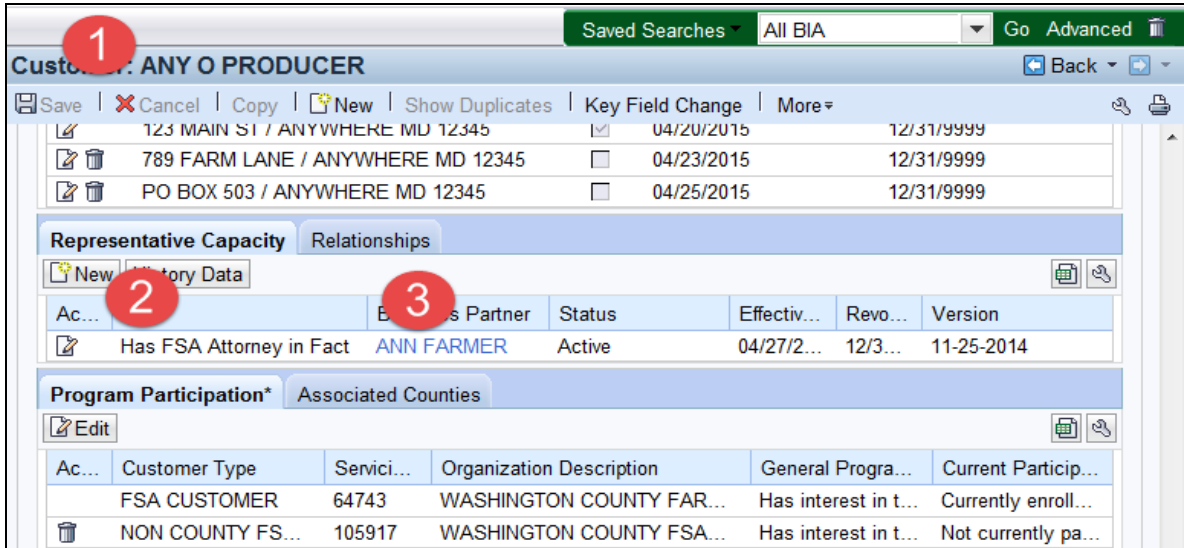 Saved Searches All BIA Go Advanced
1
Custo : ANY O PRODUCER Back
Save Cancel Copy New Show Duplicates Key Field Change More
123 MAIN ST / ANYWHERE MD 12345 04/20/2015 12/31/9999
789 FARM LANE / ANYWHERE MD 12345 04/23/2015 12/31/9999
PO BOX 503 / ANYWHERE MD 12345 04/25/2015 12/31/9999
Representative Capacity Relationships
New History Data
2 3
Ac... B s Partner Status Effectiv... Revo... Version
Has FSA Attorney in Fact ANN FARMER Active 04/27/2... 12/3... 11-25-2014
Program Participation* Associated Counties
Edit
Ac... Customer Type Servici... Organization Description General Progra... Current Particip...
FSA CUSTOMER 64743 WASHINGTON COUNTY FAR... Has interest in t... Currently enroll...
NON COUNTY FS... 105917 WASHINGTON COUNTY FSA... Has interest in t... Not currently pa...